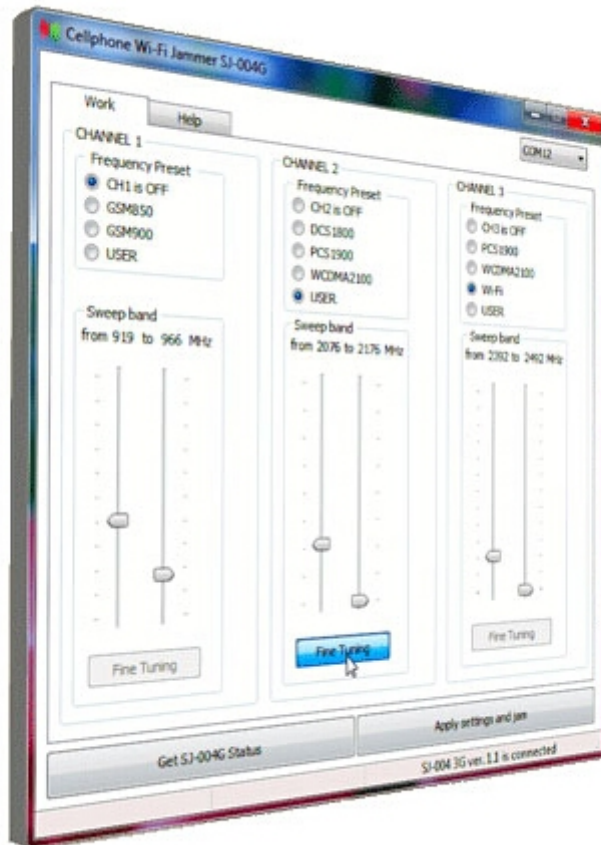 Cellphone Wi-Fi Jammer SJ-004G
Work
Help
COM12
CHANNEL 1
Frequency Preset
CH1 is OFF
GSM850
GSM900
USER
Sweep band
from 919 to 966 MHz
Fine Tuning
CHANNEL 2
Frequency Preset
CH2 is OFF
DCS1800
PCS1900
WCDMA2100
USER
Sweep band
from 2076 to 2176 MHz
Fine Tuning
CHANNEL 3
Frequency Preset
CH3 is OFF
PCS1900
WCDMA2100
Wi-Fi
USER
Sweep band
from 2392 to 2492 MHz
Fine Tuning
Get SJ-004G Status
Apply settings and jam
SJ-004 3G ver. 1.1 is connected